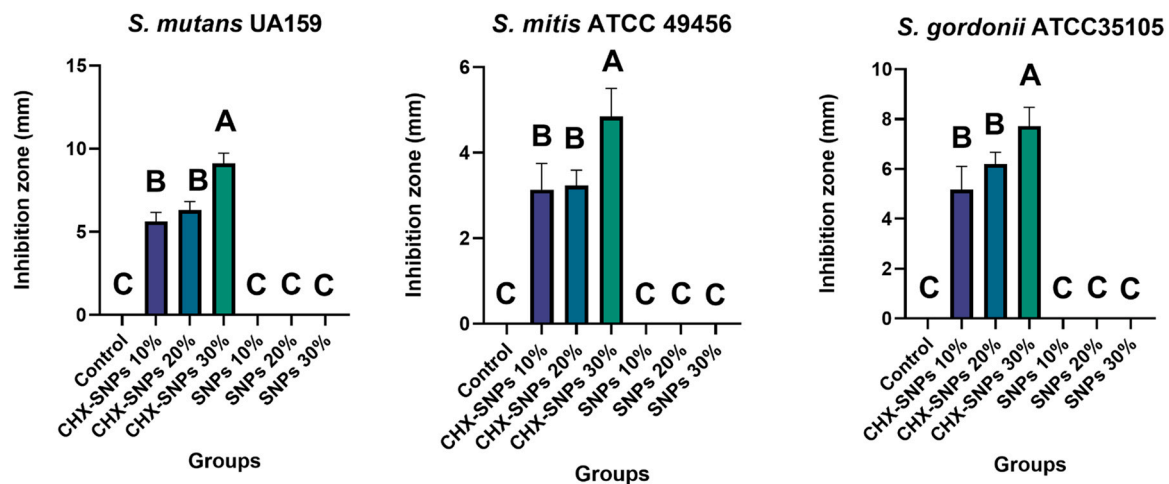 S. mutans UA159
Inhibition zone (mm)
15
10
5
0
C
B
B
A
C
C
C
Control
CHX-SNPs 10%
CHX-SNPs 20%
CHX-SNPs 30%
SNPs 10%
SNPs 20%
SNPs 30%
Groups
S. mitis ATCC 49456
Inhibition zone (mm)
6
4
2
0
C
B
B
A
C
C
C
Control
CHX-SNPs 10%
CHX-SNPs 20%
CHX-SNPs 30%
SNPs 10%
SNPs 20%
SNPs 30%
Groups
S. gordonii ATCC35105
Inhibition zone (mm)
10
8
6
4
2
0
C
B
B
A
C
C
C
Control
CHX-SNPs 10%
CHX-SNPs 20%
CHX-SNPs 30%
SNPs 10%
SNPs 20%
SNPs 30%
Groups